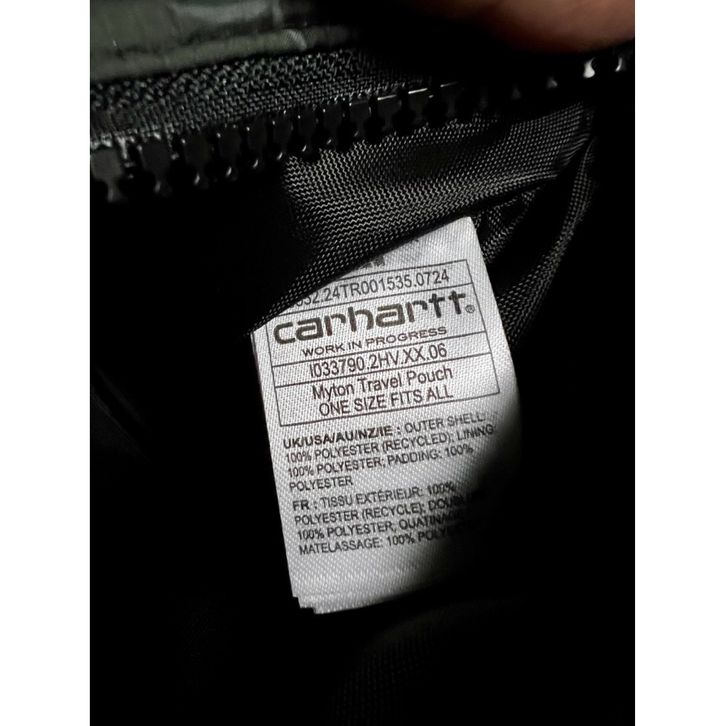 32.24TR001535.0724
carhartt®
WORK IN PROGRESS
I033790.2HV.XX.06
Myton Travel Pouch
ONE SIZE FITS ALL
UK/USA/AU/NZ/IE : OUTER SHELL:
100% POLYESTER (RECYCLED); LINING:
100% POLYESTER; PADDING: 100%
POLYESTER
FR : TISSU EXTÉRIEUR: 100%
POLYESTER (RECYCLE);
100% POLYESTER,
MATELASSAGE: 100%